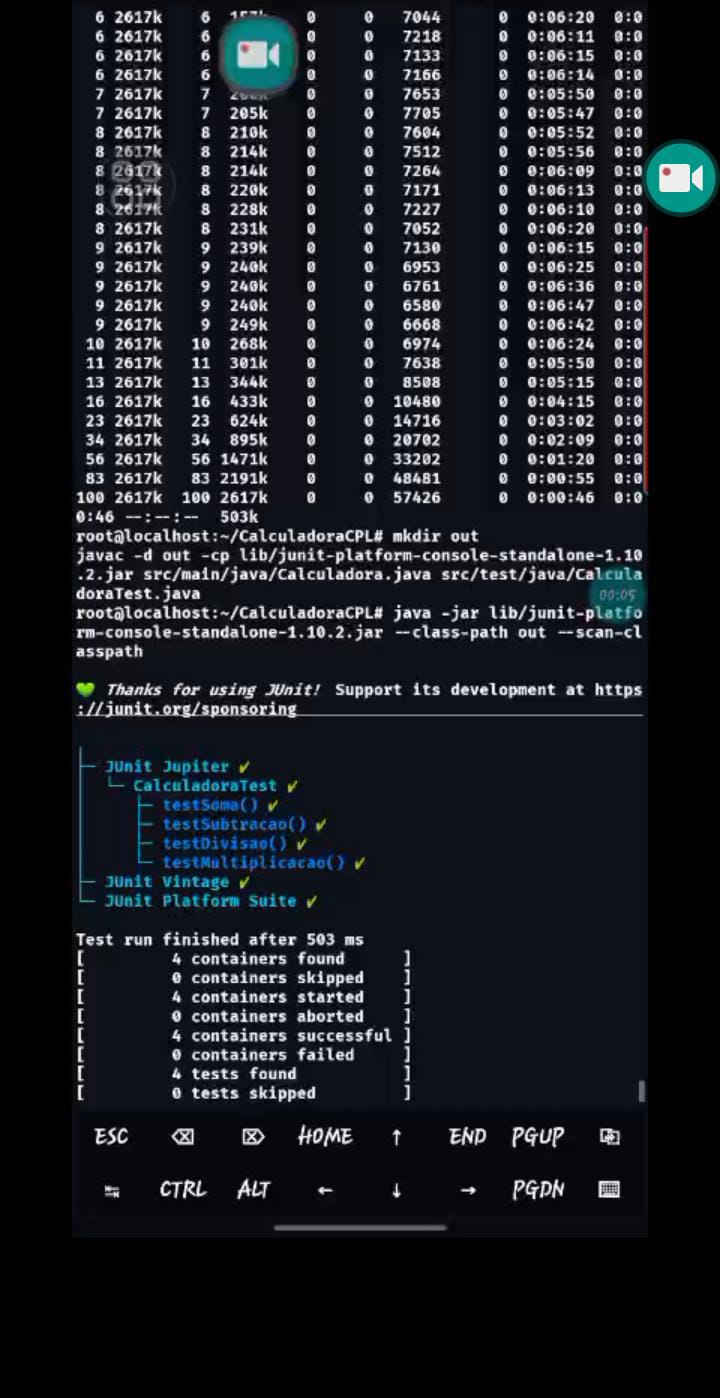 6 2617k 6 157k 0 0 7044 0 0:06:20 0:0
6 2617k 6 0 0 7218 0 0:06:11 0:0
6 2617k 6 0 0 7133 0 0:06:15 0:0
6 2617k 6 0 0 7166 0 0:06:14 0:0
7 2617k 7 0 0 7653 0 0:05:50 0:0
7 2617k 7 205k 0 0 7705 0 0:05:47 0:0
8 2617k 8 210k 0 0 7604 0 0:05:52 0:0
8 2617k 8 214k 0 0 7512 0 0:05:56 0:0
8 2617k 8 214k 0 0 7264 0 0:06:09 0:0
8 2617k 8 220k 0 0 7171 0 0:06:13 0:0
8 2617k 8 228k 0 0 7227 0 0:06:10 0:0
8 2617k 8 231k 0 0 7052 0 0:06:20 0:0
9 2617k 9 239k 0 0 7130 0 0:06:15 0:0
9 2617k 9 240k 0 0 6953 0 0:06:25 0:0
9 2617k 9 240k 0 0 6761 0 0:06:36 0:0
9 2617k 9 240k 0 0 6580 0 0:06:47 0:0
9 2617k 9 249k 0 0 6668 0 0:06:42 0:0
10 2617k 10 268k 0 0 6974 0 0:06:24 0:0
11 2617k 11 301k 0 0 7638 0 0:05:50 0:0
13 2617k 13 344k 0 0 8508 0 0:05:15 0:0
16 2617k 16 433k 0 0 10480 0 0:04:15 0:0
23 2617k 23 624k 0 0 14716 0 0:03:02 0:0
34 2617k 34 895k 0 0 20702 0 0:02:09 0:0
56 2617k 56 1471k 0 0 33202 0 0:01:20 0:0
83 2617k 83 2191k 0 0 48481 0 0:00:55 0:0
100 2617k 100 2617k 0 0 57426 0 0:00:46 0:0
0:46 --:--:-- 503k
root@localhost:~/CalculadoraCPL# mkdir out
javac -d out -cp lib/junit-platform-console-standalone-1.10
.2.jar src/main/java/Calculadora.java src/test/java/Calcula
doraTest.java
00:05
root@localhost:~/CalculadoraCPL# java -jar lib/junit-platfo
rm-console-standalone-1.10.2.jar --class-path out --scan-cl
asspath
💚 Thanks for using JUnit! Support its development at https
://junit.org/sponsoring
├─ JUnit Jupiter ✔
│ └─ CalculadoraTest ✔
│ ├─ testSoma() ✔
│ ├─ testSubtracao() ✔
│ ├─ testDivisao() ✔
│ └─ testMultiplicacao() ✔
├─ JUnit Vintage ✔
└─ JUnit Platform Suite ✔
Test run finished after 503 ms
[ 4 containers found ]
[ 0 containers skipped ]
[ 4 containers started ]
[ 0 containers aborted ]
[ 4 containers successful ]
[ 0 containers failed ]
[ 4 tests found ]
[ 0 tests skipped ]
ESC HOME ↑ END PGUP
CTRL ALT ← ↓ → PGDN